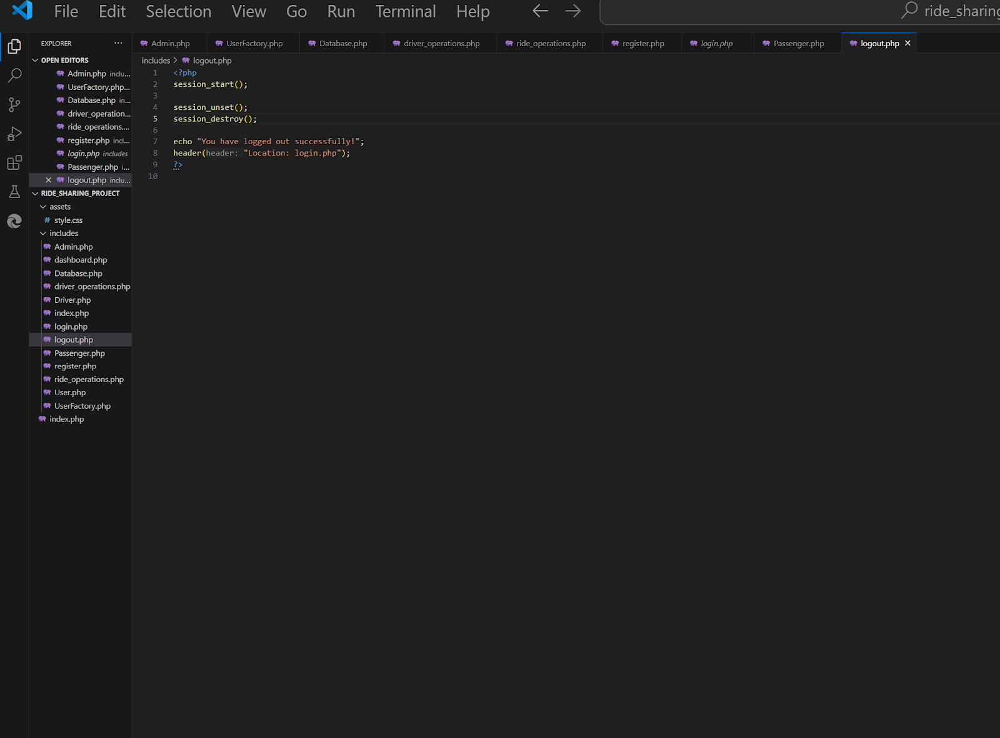 File Edit Selection View Go Run Terminal Help ride_sharing
EXPLORER ...
OPEN EDITORS
Admin.php inclu...
UserFactory.php...
Database.php in...
driver_operation...
ride_operations....
register.php incl...
login.php includes
Passenger.php i...
logout.php inclu...
RIDE_SHARING_PROJECT
assets
# style.css
includes
Admin.php
dashboard.php
Database.php
driver_operations.php
Driver.php
index.php
login.php
logout.php
Passenger.php
register.php
ride_operations.php
User.php
UserFactory.php
index.php
Admin.php UserFactory.php Database.php driver_operations.php ride_operations.php register.php login.php Passenger.php logout.php
includes > logout.php
1 <?php
2 session_start();
3
4 session_unset();
5 session_destroy();
6
7 echo "You have logged out successfully!";
8 header(header: "Location: login.php");
9 ?>
10